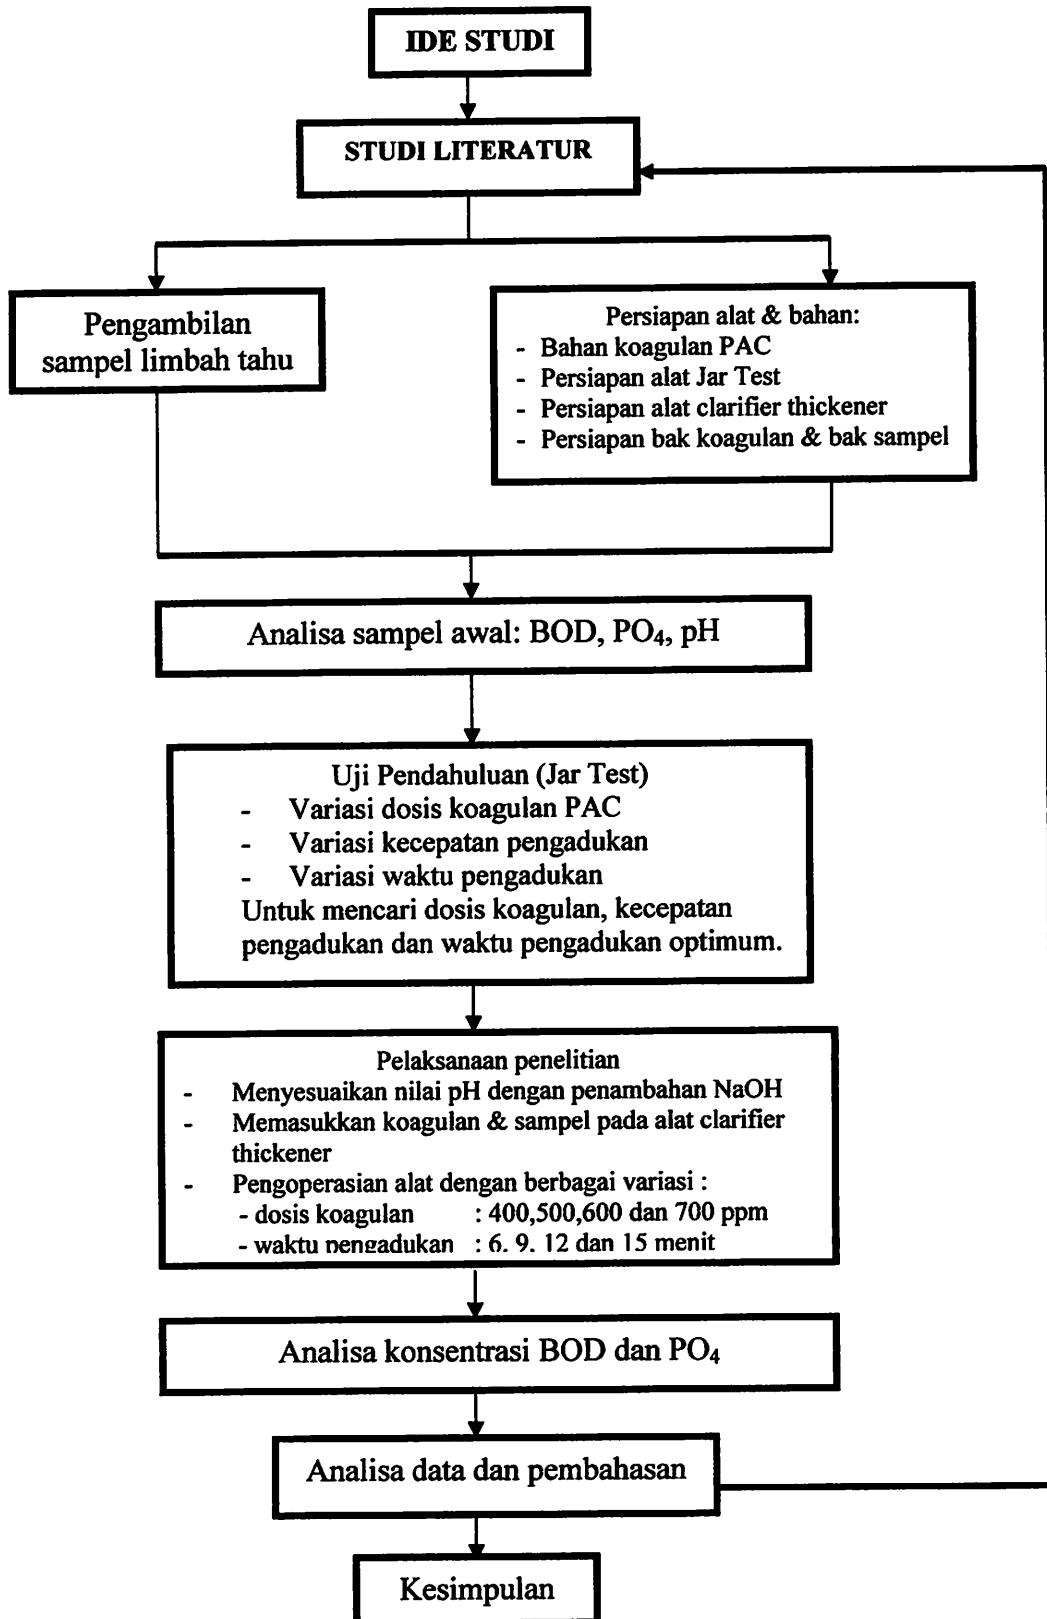 IDE STUDI
STUDI LITERATUR
Pengambilan
sampel limbah tahu
Persiapan alat & bahan:
- Bahan koagulan PAC
- Persiapan alat Jar Test
- Persiapan alat clarifier thickener
- Persiapan bak koagulan & bak sampel
Analisa sampel awal: BOD, PO₄, pH
Uji Pendahuluan (Jar Test)
- Variasi dosis koagulan PAC
- Variasi kecepatan pengadukan
- Variasi waktu pengadukan
Untuk mencari dosis koagulan, kecepatan
pengadukan dan waktu pengadukan optimum.
Pelaksanaan penelitian
- Menyesuaikan nilai pH dengan penambahan NaOH
- Memasukkan koagulan & sampel pada alat clarifier
thickener
- Pengoperasian alat dengan berbagai variasi :
- dosis koagulan : 400,500,600 dan 700 ppm
- waktu pengadukan : 6, 9, 12 dan 15 menit
Analisa konsentrasi BOD dan PO₄
Analisa data dan pembahasan
Kesimpulan